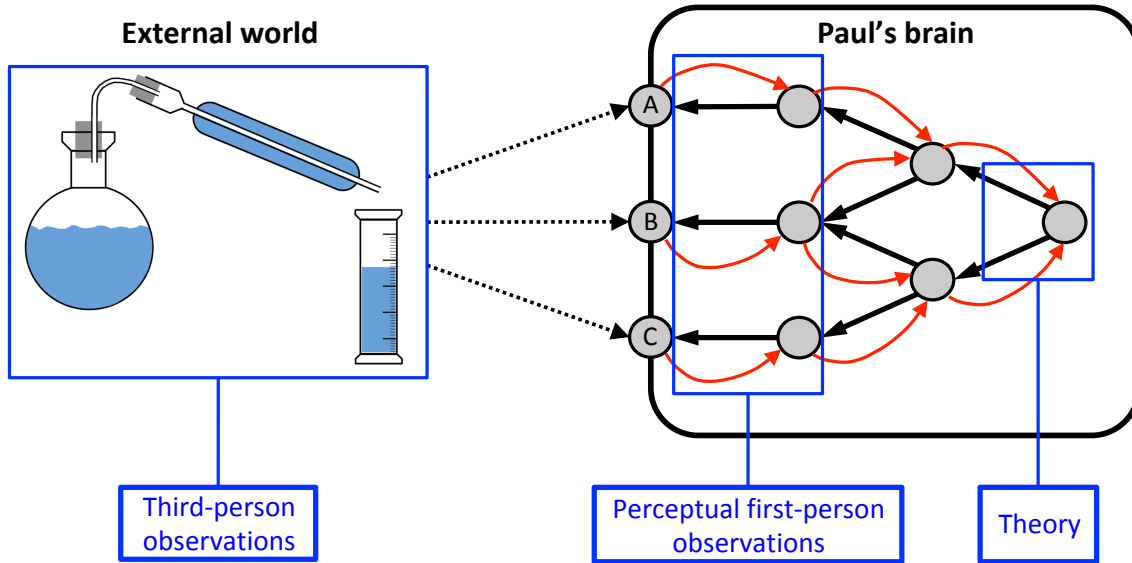 External world
Paul's brain
A
B
C
Third-person
observations
Perceptual first-person
observations
Theory